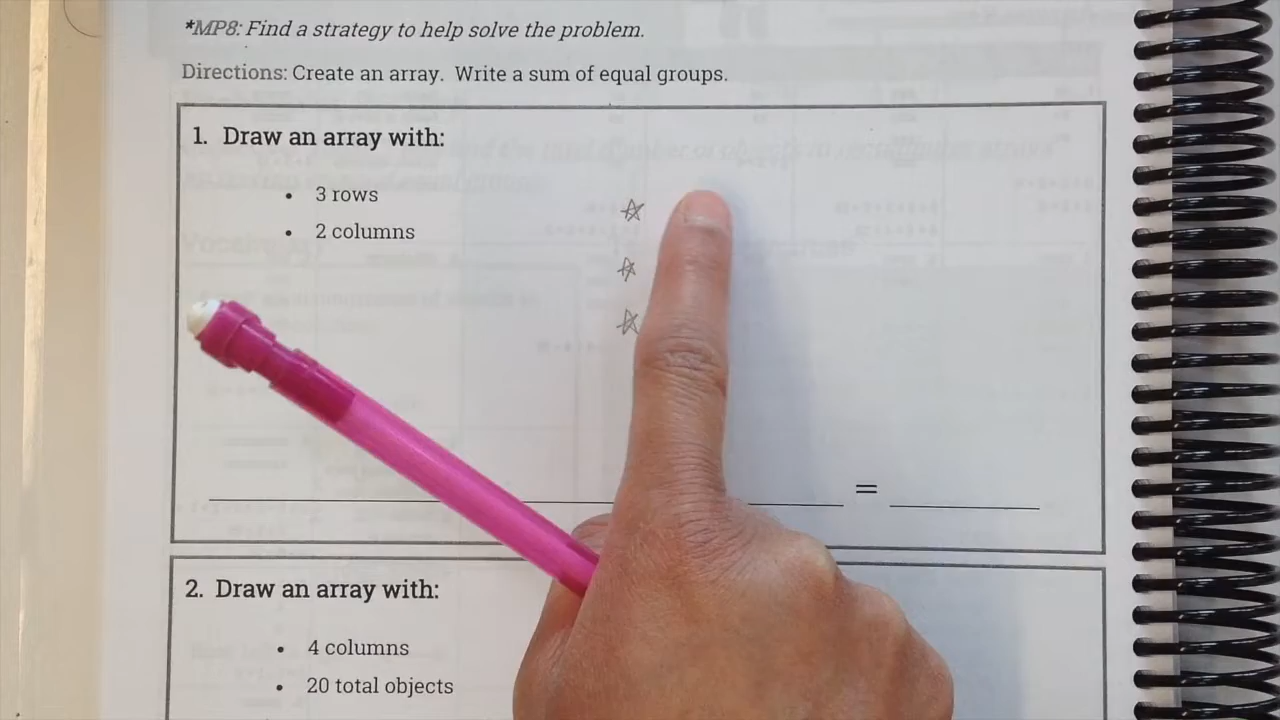 *MP8: Find a strategy to help solve the problem.
Directions: Create an array. Write a sum of equal groups.
1. Draw an array with:
• 3 rows
• 2 columns
=
2. Draw an array with:
• 4 columns
• 20 total objects